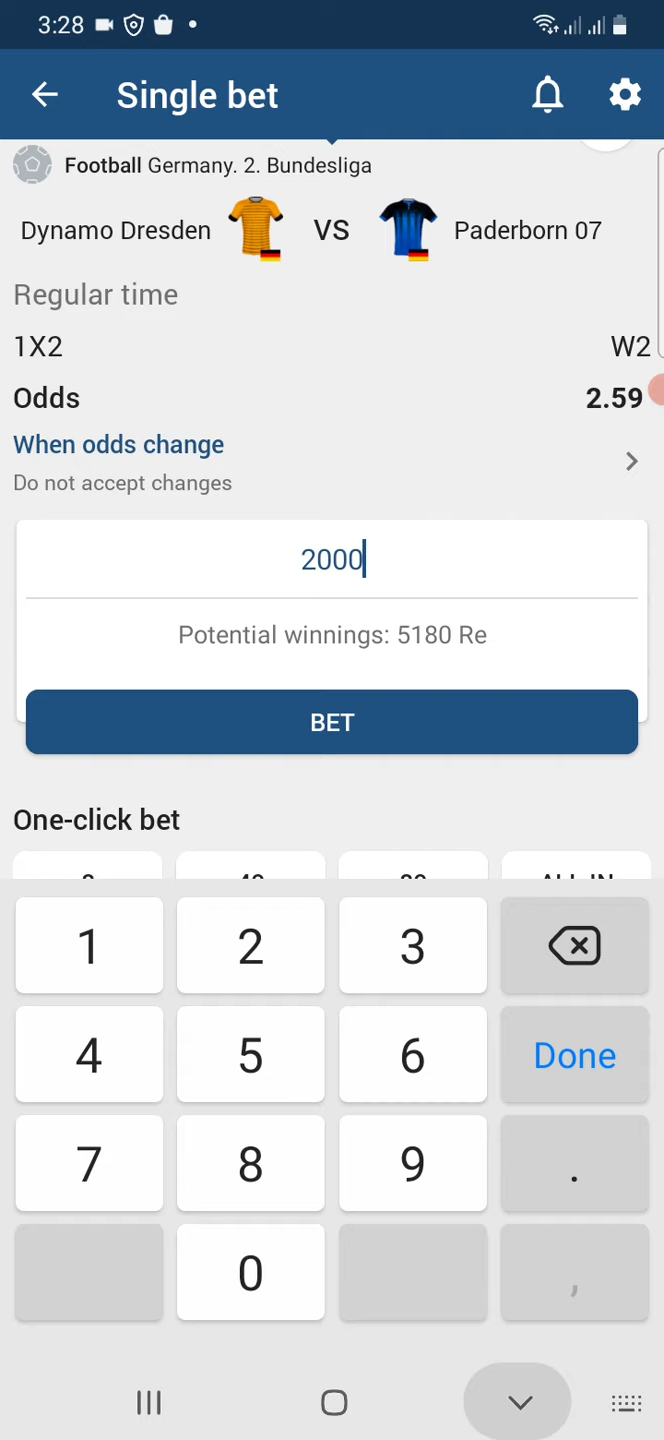 3:28
Single bet
Football Germany. 2. Bundesliga
Dynamo Dresden VS Paderborn 07
Regular time
1X2 W2
Odds 2.59
When odds change
Do not accept changes
2000
Potential winnings: 5180 Re
BET
One-click bet
1 2 3
4 5 6 Done
7 8 9 .
0 ,